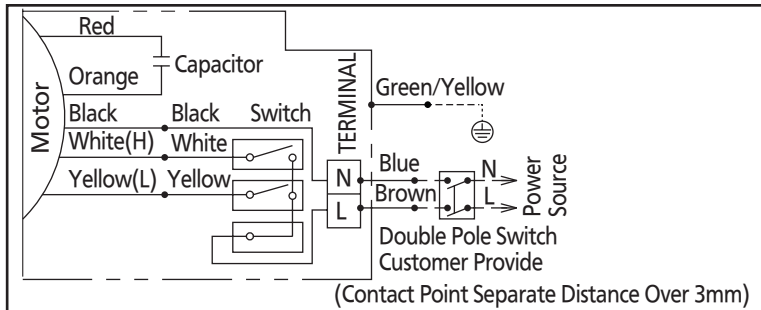 Red
Capacitor
Orange
Motor
Black Black Switch
White(H) White
Yellow(L) Yellow
TERMINAL
N
L
Green/Yellow
Blue
Brown
N
L
Power
Source
Double Pole Switch
Customer Provide
(Contact Point Separate Distance Over 3mm)